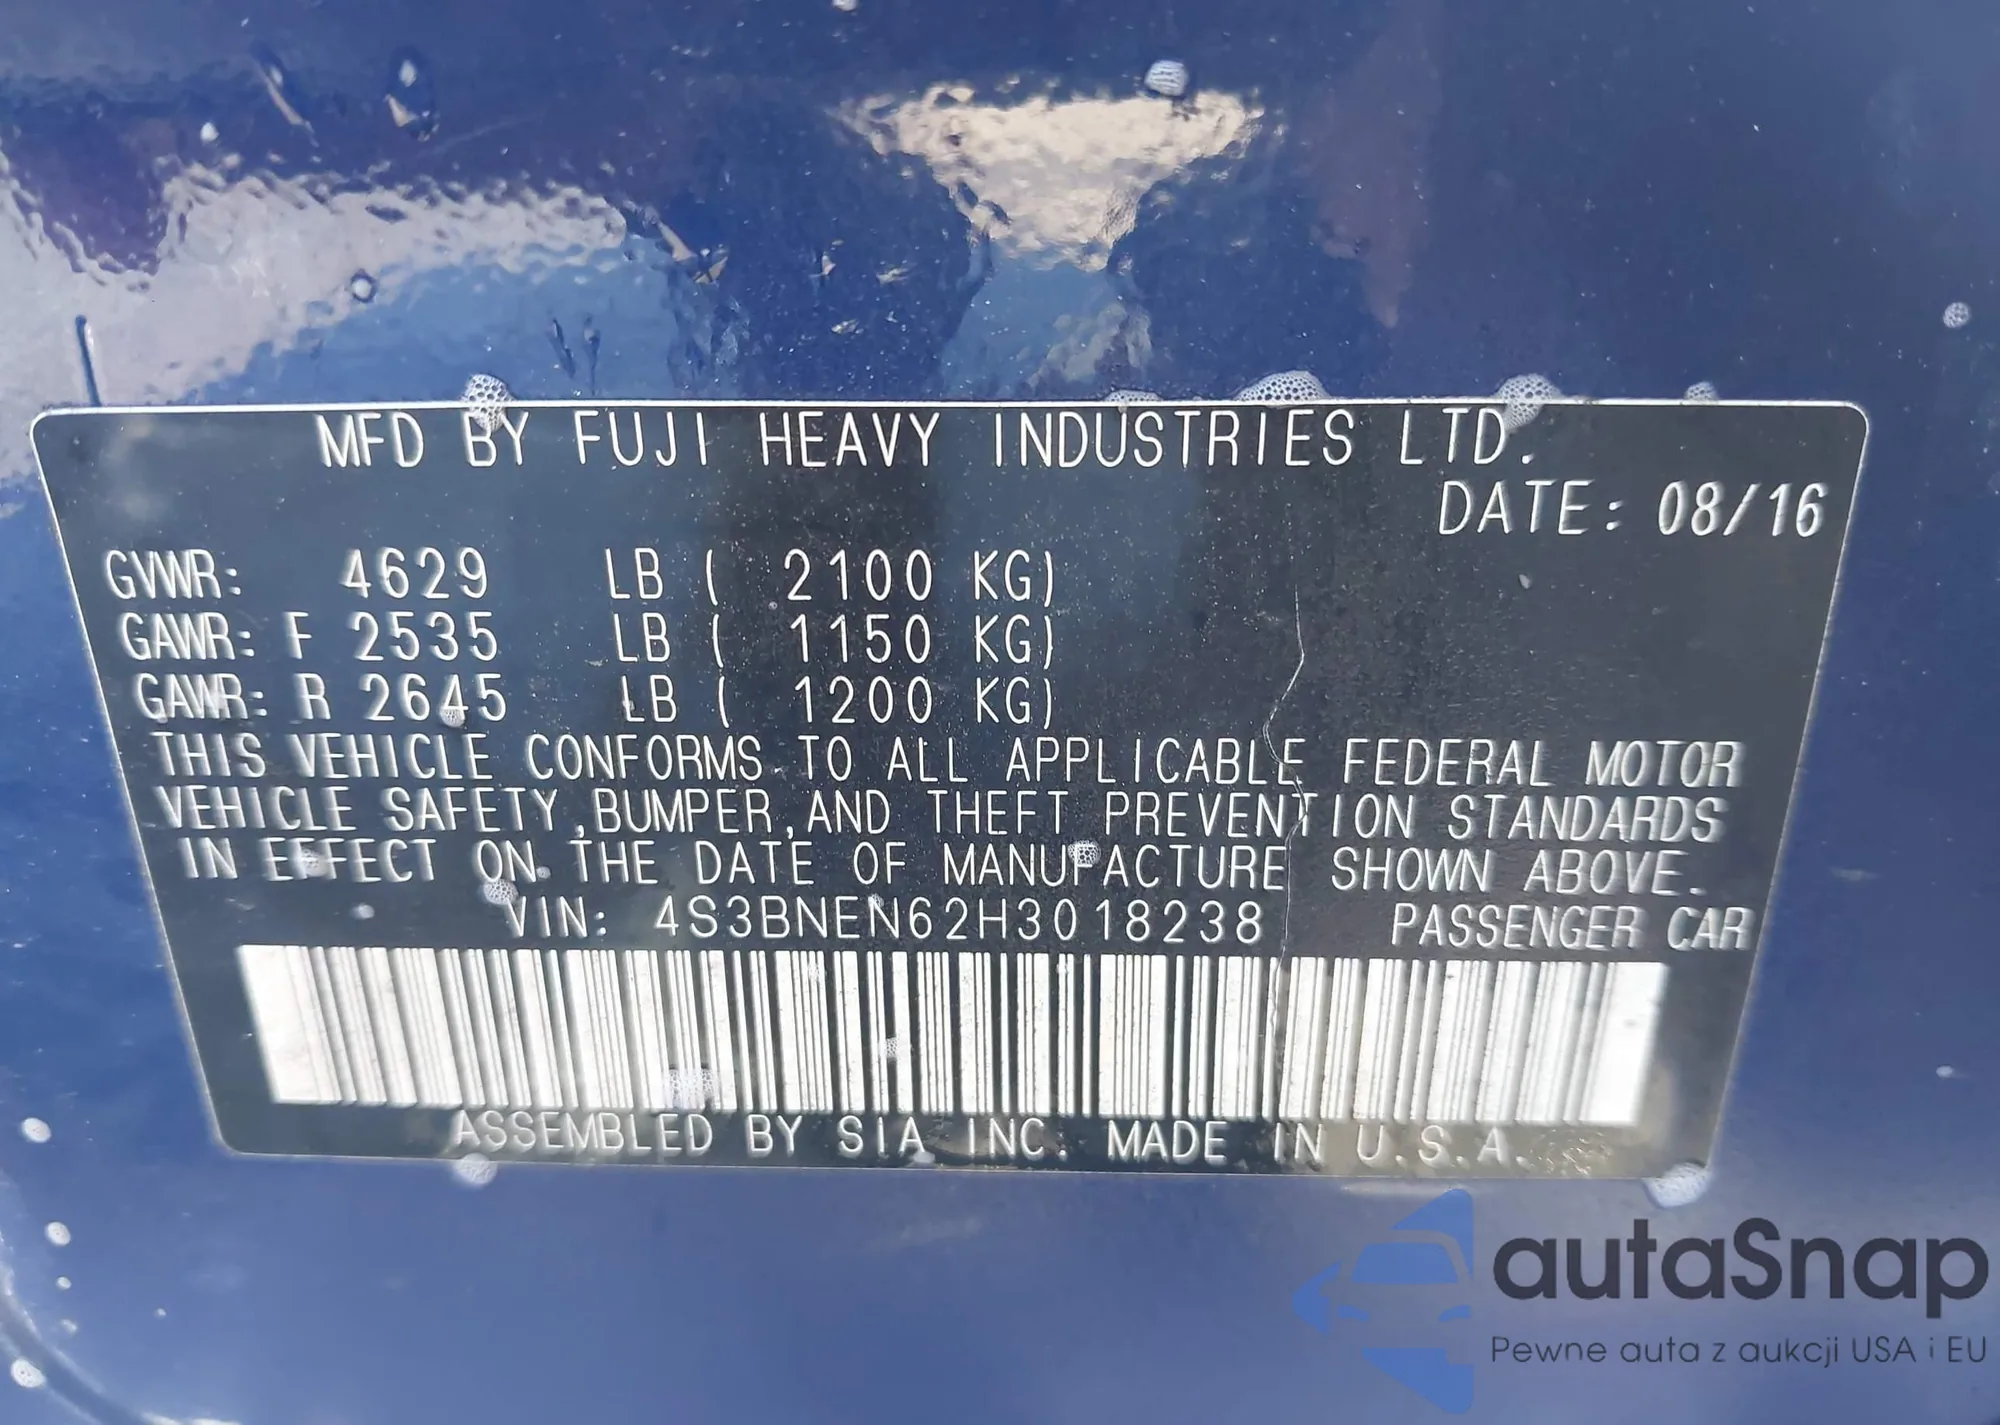 MFD BY FUJI HEAVY INDUSTRIES LTD.
DATE: 08/16
GVWR: 4629 LB ( 2100 KG)
GAWR: F 2535 LB ( 1150 KG)
GAWR: R 2645 LB ( 1200 KG)
THIS VEHICLE CONFORMS TO ALL APPLICABLE FEDERAL MOTOR
VEHICLE SAFETY,BUMPER,AND THEFT PREVENTION STANDARDS
IN EFFECT ON THE DATE OF MANUFACTURE SHOWN ABOVE.
VIN: 4S3BNEN62H3018238 PASSENGER CAR
ASSEMBLED BY SIA INC. MADE IN U.S.A.
autaSnap
Pewne auta z aukcji USA i EU